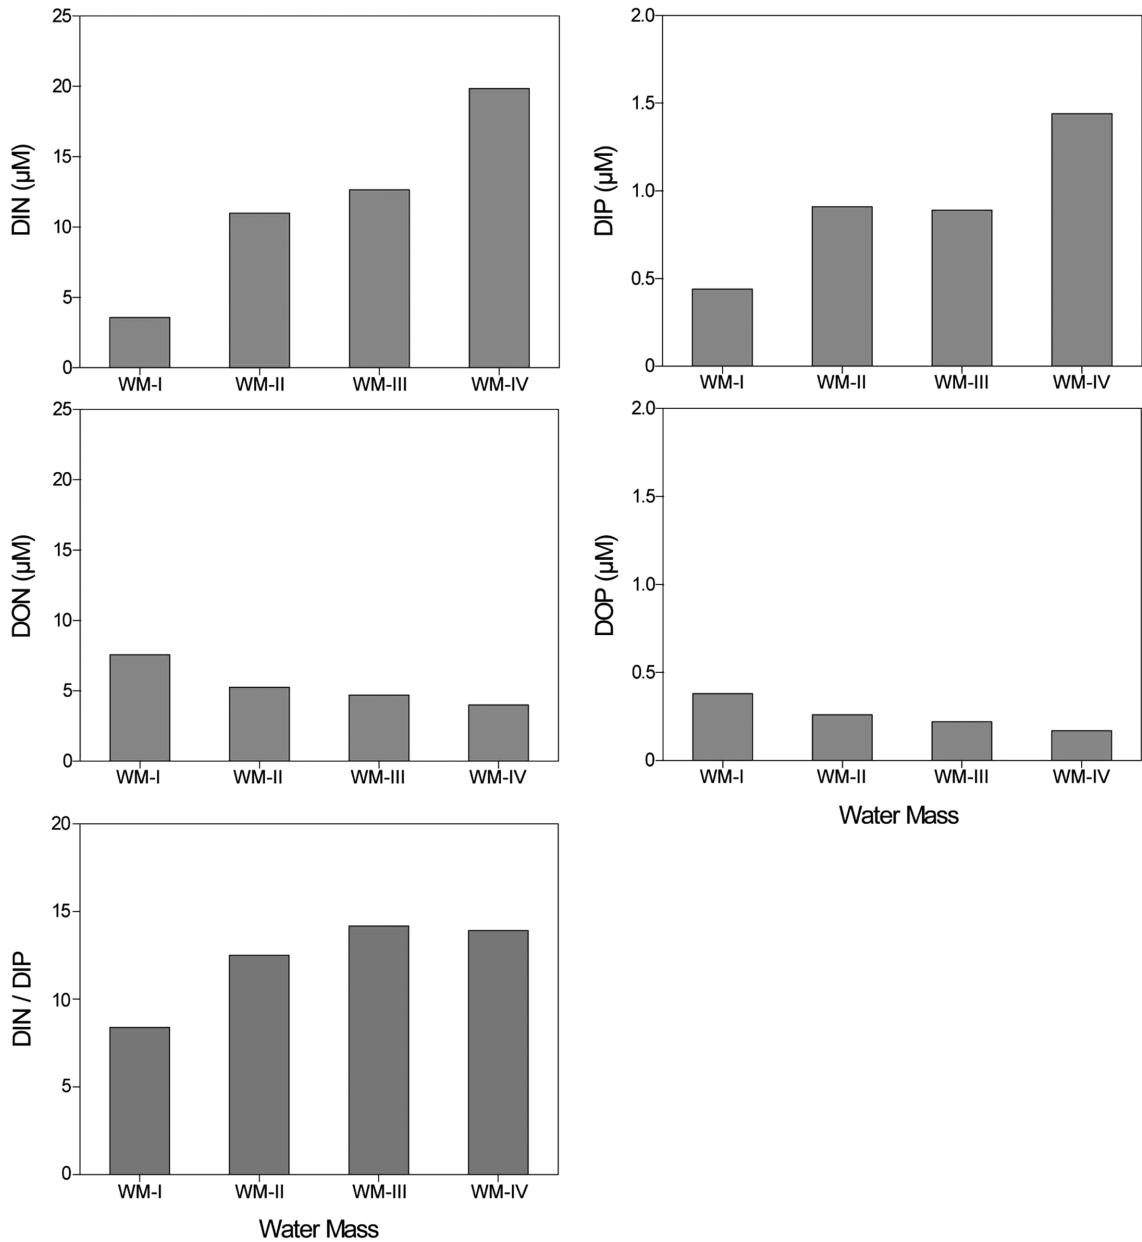 DIN (µM)
25
20
15
10
5
0
WM-I WM-II WM-III WM-IV
DIP (µM)
2.0
1.5
1.0
0.5
0
WM-I WM-II WM-III WM-IV
DON (µM)
25
20
15
10
5
0
WM-I WM-II WM-III WM-IV
DOP (µM)
2.0
1.5
1.0
0.5
0
WM-I WM-II WM-III WM-IV
Water Mass
DIN / DIP
20
15
10
5
0
WM-I WM-II WM-III WM-IV
Water Mass